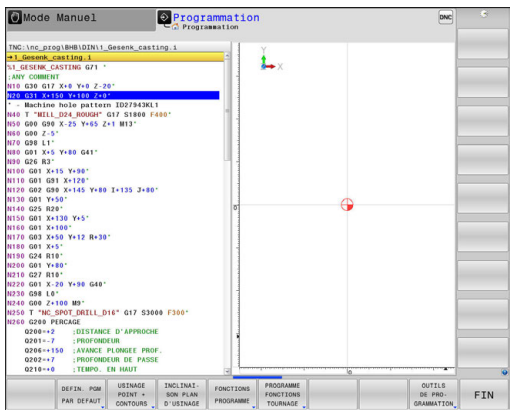 Mode Manuel
Programmation
Programmation
DNC
TNC:\nc_prog\BHB\DIN\1_Gesenk_casting.i
→1_Gesenk_casting.i
%1_GESENK_CASTING G71 *
;ANY COMMENT
N10 G30 G17 X+0 Y+0 Z-20*
N20 G31 X+150 Y+100 Z+0*
* - Machine hole pattern ID27943KL1
N40 T "MILL_D24_ROUGH" G17 S1800 F400*
N50 G00 G90 X-25 Y+65 Z+1 M13*
N60 G00 Z-5*
N70 G98 L1*
N80 G01 X+5 Y+80 G41*
N90 G26 R3*
N100 G01 X+15 Y+90*
N110 G01 G91 X+120*
N120 G02 G90 X+145 Y+80 I+135 J+80*
N130 G01 Y+50*
N140 G25 R20*
N150 G01 X+130 Y+5*
N160 G01 X+100*
N170 G03 X+50 Y+12 R+30*
N180 G01 X+5*
N190 G24 R10*
N200 G01 Y+80*
N210 G27 R10*
N210 G01 X-20 Y+90 G40*
N230 G98 L0*
N240 G00 Z+100 M9*
N250 T "NC_SPOT_DRILL_D16" G17 S3000 F300*
N260 G200 PERCAGE
Q200=+2 ;DISTANCE D'APPROCHE
Q201=-7 ;PROFONDEUR
Q206=+150 ;AVANCE PLONGEE PROF.
Q202=+7 ;PROFONDEUR DE PASSE
Q210=+0 ;TEMPO. EN HAUT
Y
X
0
0
DEFIN. PGM
PAR DEFAUT
USINAGE
POINT +
CONTOURS
INCLINAI-
SON PLAN
D'USINAGE
FONCTIONS
PROGRAMME
PROGRAMME
FONCTIONS
TOURNAGE
OUTILS
DE PRO-
GRAMMATION
FIN